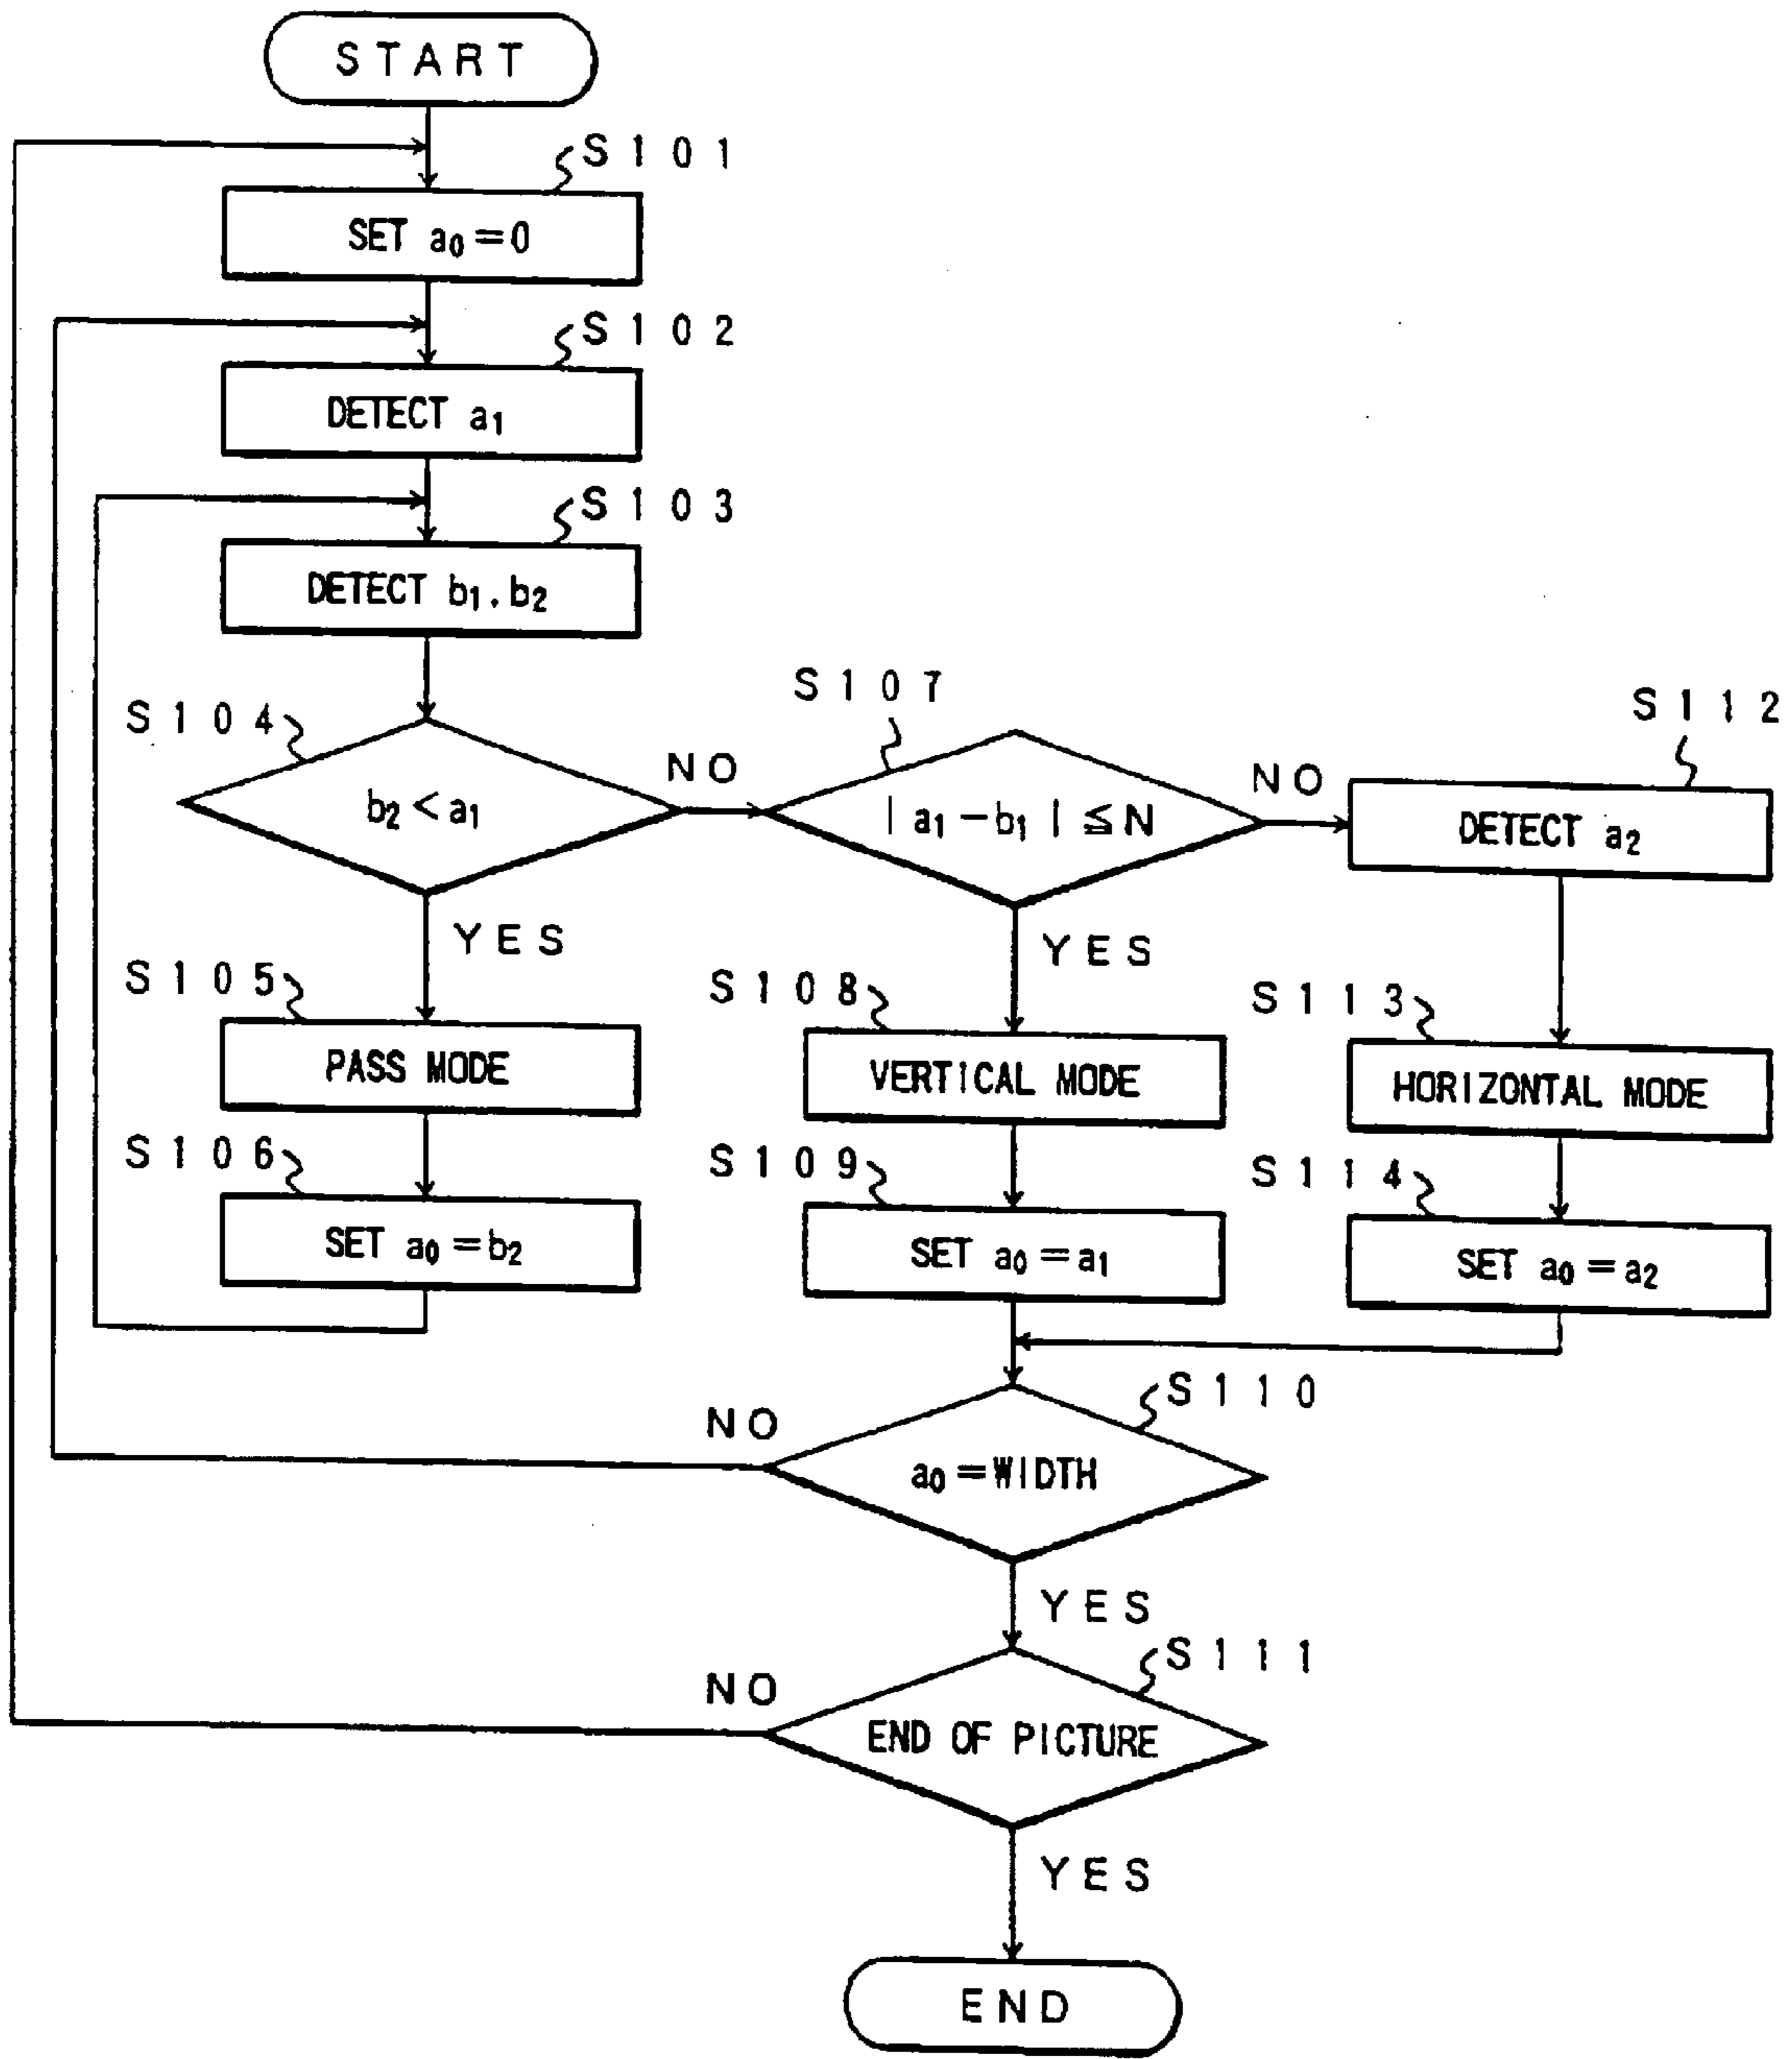 START
S101
SET a₀=0
S102
DETECT a₁
S103
DETECT b₁.b₂
S104
b₂<a₁
NO
S107
|a₁-b₁|≦N
NO
S112
DETECT a₂
YES
YES
S105
PASS MODE
S108
VERTICAL MODE
S113
HORIZONTAL MODE
S106
SET a₀=b₂
S109
SET a₀=a₁
S114
SET a₀=a₂
S110
NO
a₀=WIDTH
YES
S111
NO
END OF PICTURE
YES
END